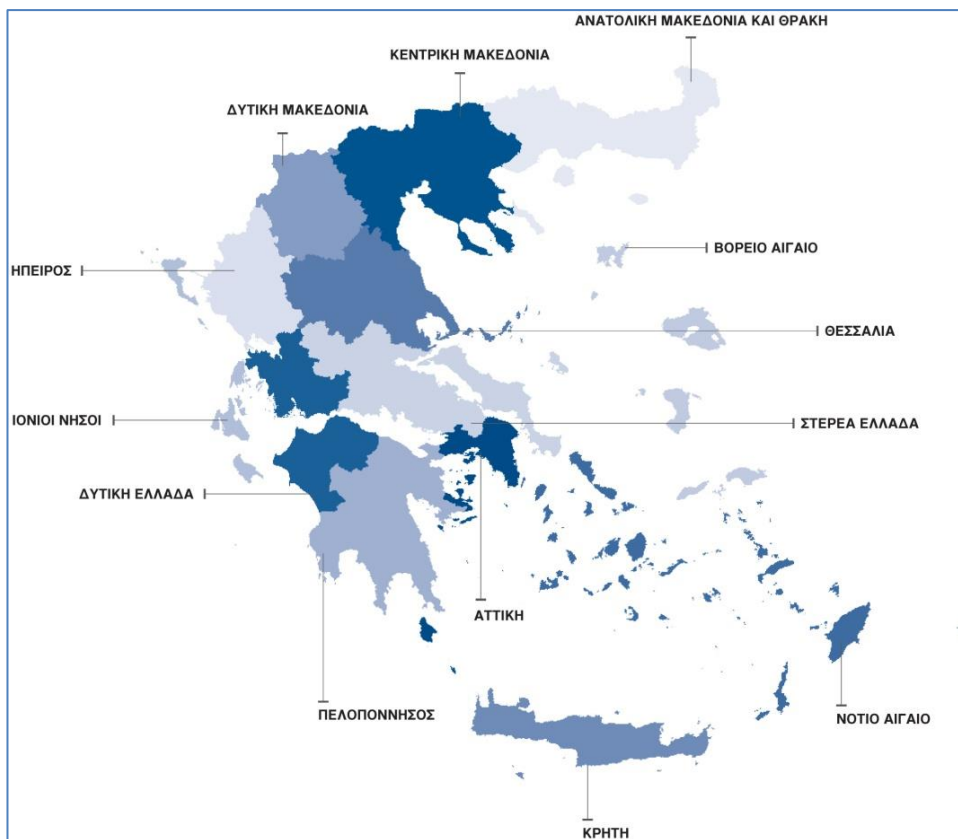 ΑΝΑΤΟΛΙΚΗ ΜΑΚΕΔΟΝΙΑ ΚΑΙ ΘΡΑΚΗ
ΚΕΝΤΡΙΚΗ ΜΑΚΕΔΟΝΙΑ
ΔΥΤΙΚΗ ΜΑΚΕΔΟΝΙΑ
ΒΟΡΕΙΟ ΑΙΓΑΙΟ
ΗΠΕΙΡΟΣ
ΘΕΣΣΑΛΙΑ
ΙΟΝΙΟΙ ΝΗΣΟΙ
ΣΤΕΡΕΑ ΕΛΛΑΔΑ
ΔΥΤΙΚΗ ΕΛΛΑΔΑ
ΑΤΤΙΚΗ
ΠΕΛΟΠΟΝΝΗΣΟΣ
ΝΟΤΙΟ ΑΙΓΑΙΟ
ΚΡΗΤΗ